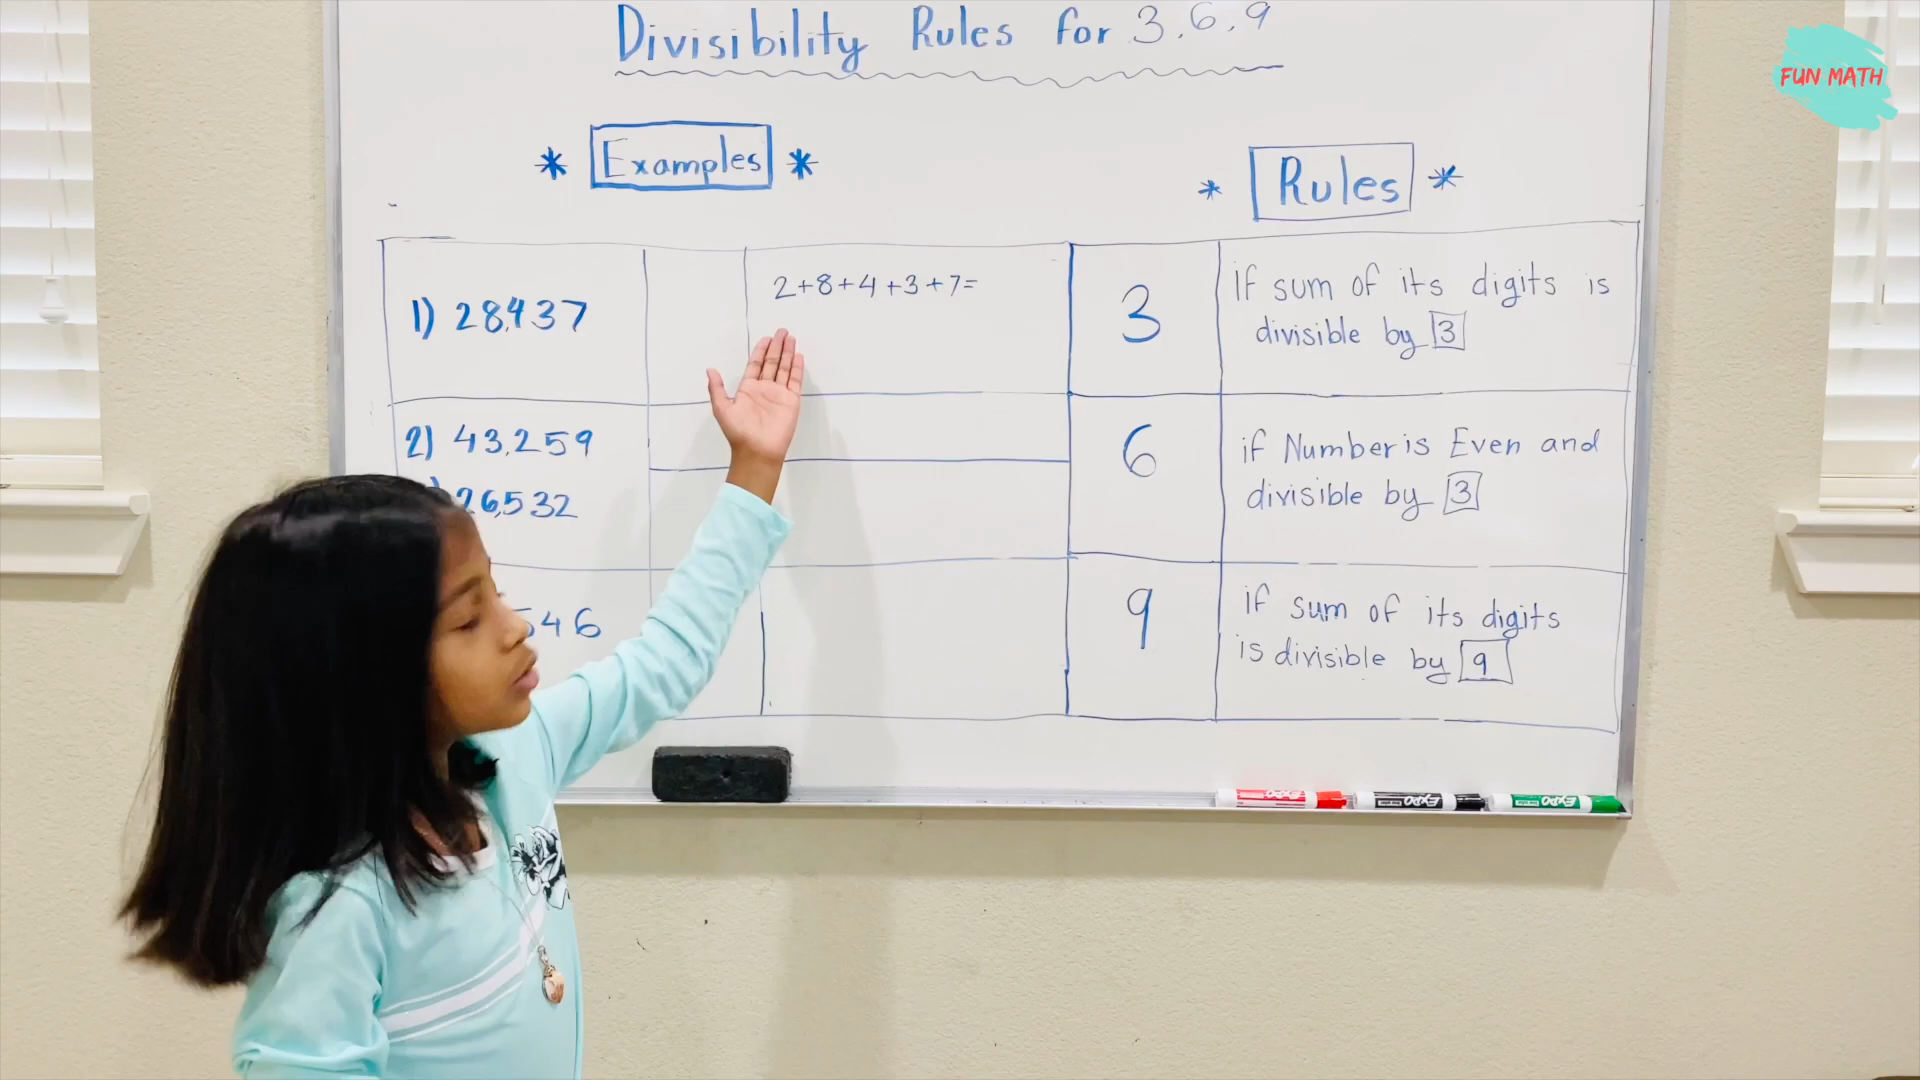 Divisibility Rules for 3,6,9
FUN MATH
* Examples *
* Rules *
1) 28,437
2+8+4+3+7=
3
if sum of its digits is
divisible by 3
2) 43,259
26,532
6
if Number is Even and
divisible by 3
546
9
if sum of its digits
is divisible by 9
EXPO
EXPO
EXPO